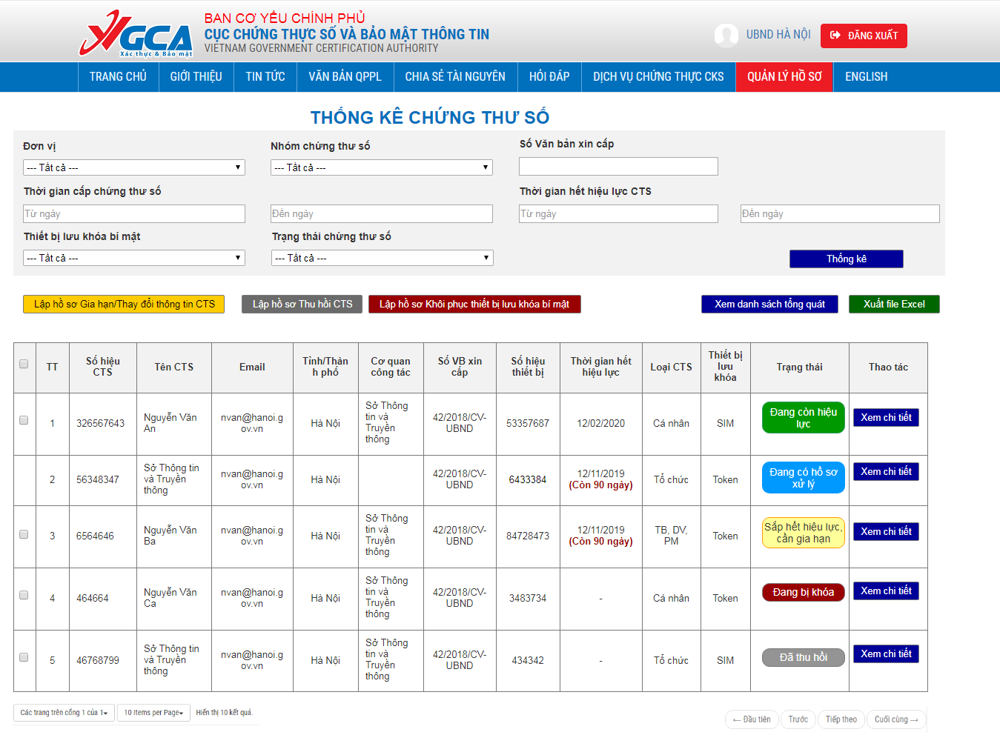 VGCA
Xác thực & Bảo mật
BAN CƠ YẾU CHÍNH PHỦ
CỤC CHỨNG THỰC SỐ VÀ BẢO MẬT THÔNG TIN
VIETNAM GOVERNMENT CERTIFICATION AUTHORITY
UBND HÀ NỘI
ĐĂNG XUẤT
TRANG CHỦ GIỚI THIỆU TIN TỨC VĂN BẢN QPPL CHIA SẺ TÀI NGUYÊN HỎI ĐÁP DỊCH VỤ CHỨNG THỰC CKS QUẢN LÝ HỒ SƠ ENGLISH
THỐNG KÊ CHỨNG THƯ SỐ
Đơn vị Nhóm chứng thư số Số Văn bản xin cấp
--- Tất cả --- --- Tất cả ---
Thời gian cấp chứng thư số Thời gian hết hiệu lực CTS
Từ ngày Đến ngày Từ ngày Đến ngày
Thiết bị lưu khóa bí mật Trạng thái chứng thư số
--- Tất cả --- --- Tất cả --- Thống kê
Lập hồ sơ Gia hạn/Thay đổi thông tin CTS Lập hồ sơ Thu hồi CTS Lập hồ sơ Khôi phục thiết bị lưu khóa bí mật Xem danh sách tổng quát Xuất file Excel
TT
Số hiệu
CTS
Tên CTS
Email
Tỉnh/Thàn
h phố
Cơ quan
công tác
Số VB xin
cấp
Số hiệu
thiết bị
Thời gian hết
hiệu lực
Loại CTS
Thiết bị
lưu
khóa
Trạng thái
Thao tác
1
326567643
Nguyễn Văn
An
nvan@hanoi.g
ov.vn
Hà Nội
Sở Thông
tin và
Truyền
thông
42/2018/CV-
UBND
53357687
12/02/2020
Cá nhân
SIM
Đang còn hiệu
lực
Xem chi tiết
2
56348347
Sở Thông tin
và Truyền
thông
nvan@hanoi.g
ov.vn
Hà Nội
42/2018/CV-
UBND
6433384
12/11/2019
(Còn 90 ngày)
Tổ chức
Token
Đang có hồ sơ
xử lý
Xem chi tiết
3
6564646
Nguyễn Văn
Ba
nvan@hanoi.g
ov.vn
Hà Nội
Sở Thông
tin và
Truyền
thông
42/2018/CV-
UBND
84728473
12/11/2019
(Còn 90 ngày)
TB, DV,
PM
Token
Sắp hết hiệu lực,
cần gia hạn
Xem chi tiết
4
464664
Nguyễn Văn
Ca
nvan@hanoi.g
ov.vn
Hà Nội
Sở Thông
tin và
Truyền
thông
42/2018/CV-
UBND
3483734
-
Cá nhân
Token
Đang bị khóa
Xem chi tiết
5
46768799
Sở Thông tin
và Truyền
thông
nvan@hanoi.g
ov.vn
Hà Nội
Sở Thông
tin và
Truyền
thông
42/2018/CV-
UBND
434342
-
Tổ chức
SIM
Đã thu hồi
Xem chi tiết
Các trang trên cổng 1 của 1 10 Items per Page Hiển thị 10 kết quả.
← Đầu tiên Trước Tiếp theo Cuối cùng →